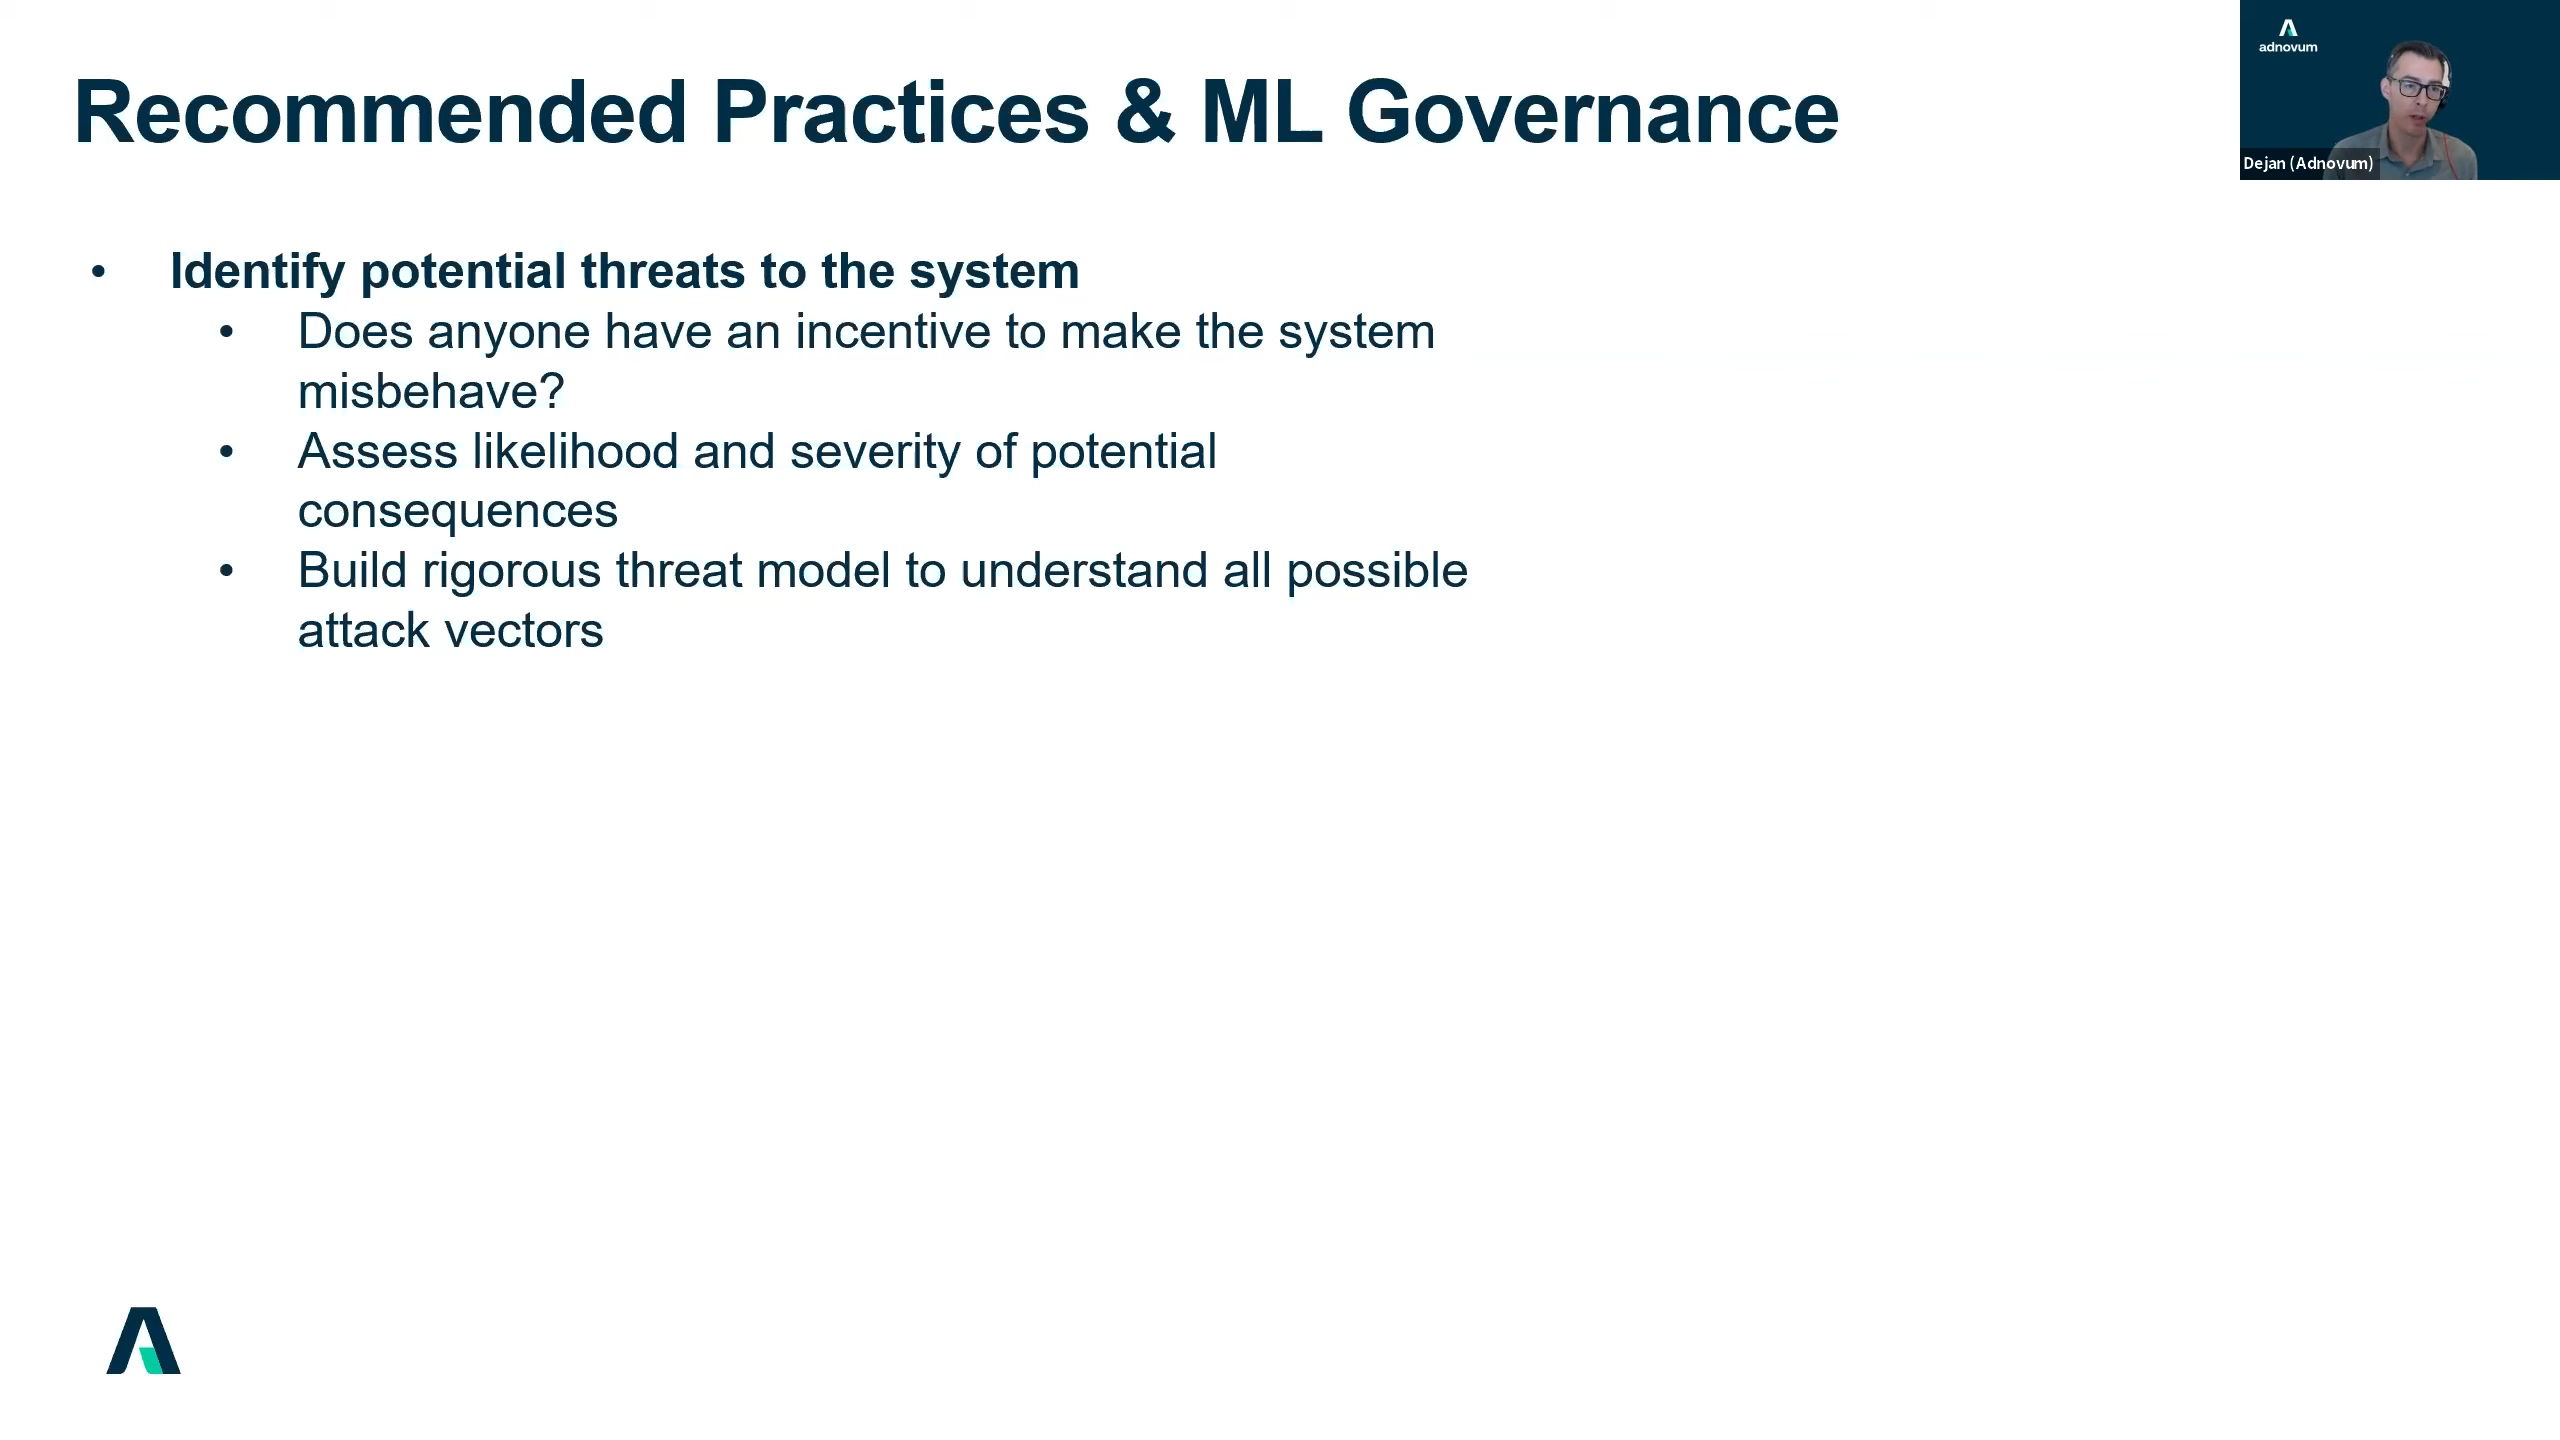 Recommended Practices & ML Governance
adnovum
Dejan (Adnovum)
• Identify potential threats to the system
• Does anyone have an incentive to make the system
misbehave?
• Assess likelihood and severity of potential
consequences
• Build rigorous threat model to understand all possible
attack vectors